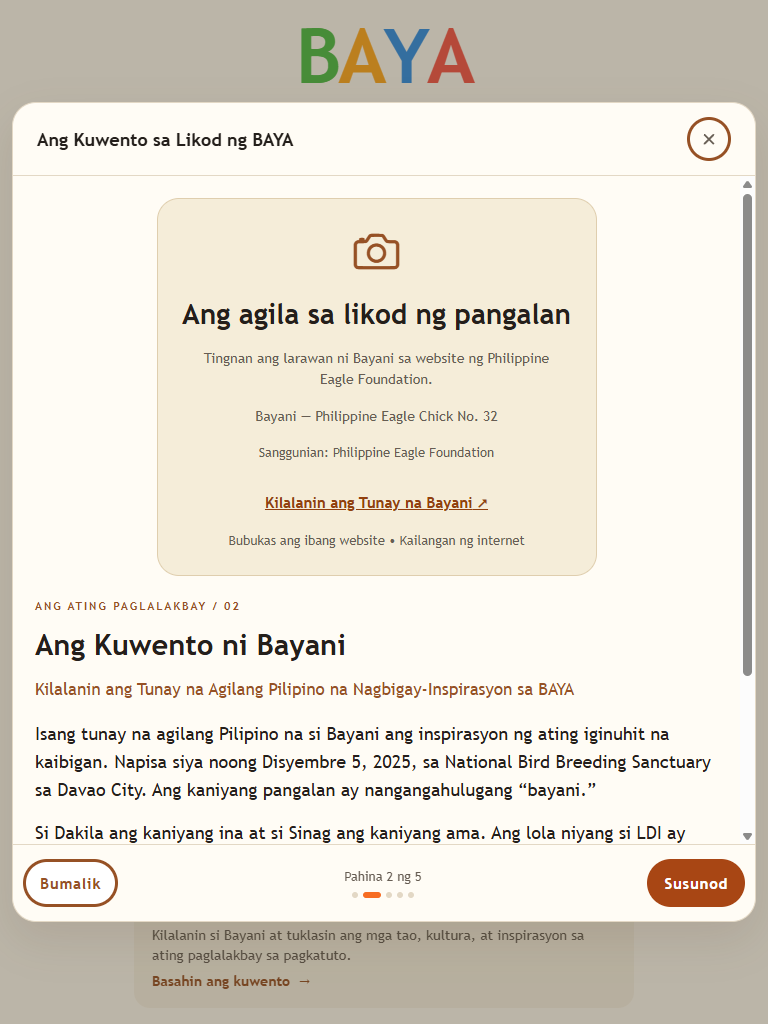 BAYA
Ang Kuwento sa Likod ng BAYA
Ang agila sa likod ng pangalan
Tingnan ang larawan ni Bayani sa website ng Philippine
Eagle Foundation.
Bayani — Philippine Eagle Chick No. 32
Sanggunian: Philippine Eagle Foundation
Kilalanin ang Tunay na Bayani ↗
Bubukas ang ibang website • Kailangan ng internet
ANG ATING PAGLALAKBAY / 02
Ang Kuwento ni Bayani
Kilalanin ang Tunay na Agilang Pilipino na Nagbigay-Inspirasyon sa BAYA
Isang tunay na agilang Pilipino na si Bayani ang inspirasyon ng ating iginuhit na
kaibigan. Napisa siya noong Disyembre 5, 2025, sa National Bird Breeding Sanctuary
sa Davao City. Ang kaniyang pangalan ay nangangahulugang “bayani.”
Si Dakila ang kaniyang ina at si Sinag ang kaniyang ama. Ang lola niyang si LDI ay
Bumalik
Pahina 2 ng 5
Susunod
Kilalanin si Bayani at tuklasin ang mga tao, kultura, at inspirasyon sa
ating paglalakbay sa pagkatuto.
Basahin ang kuwento →